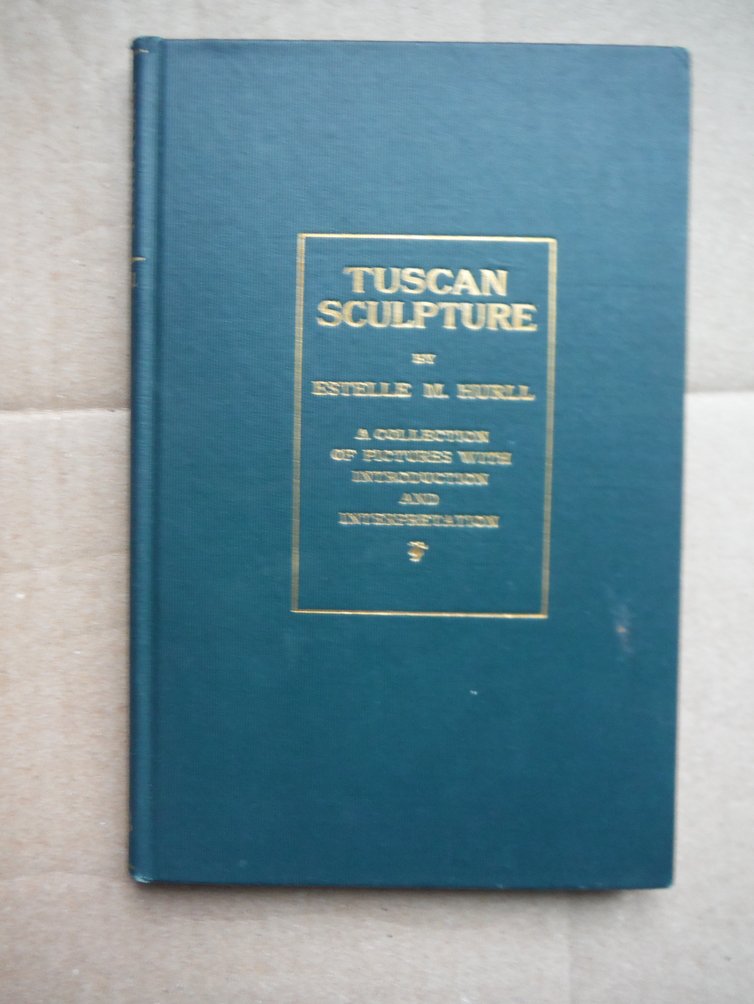 TUSCAN
SCULPTURE
BY
ESTELLE M. HURLL
A COLLECTION
OF PICTURES WITH
INTRODUCTION
AND
INTERPRETATION